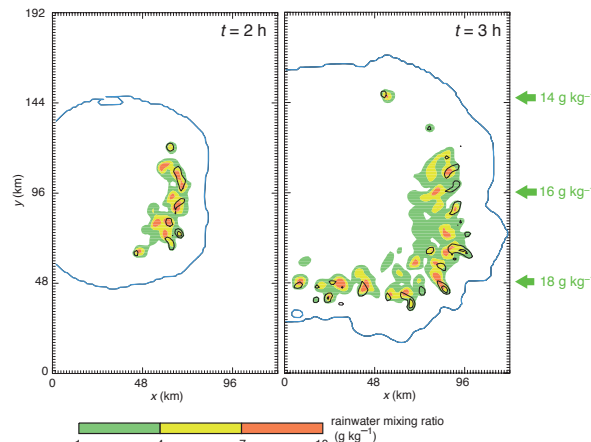 192
144
96
48
0
y (km)
t = 2 h
0 48 96
x (km)
t = 3 h
0 48 96
x (km)
14 g kg–
16 g kg–
18 g kg–
rainwater mixing ratio
(g kg⁻¹)